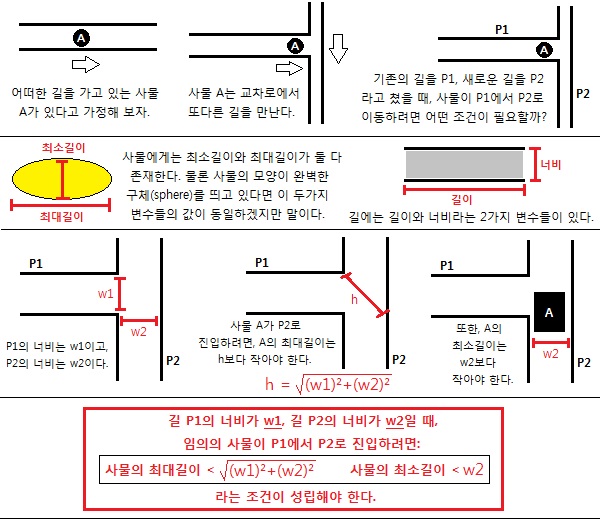 A
어떠한 길을 가고 있는 사물
A가 있다고 가정해 보자.
A
사물 A는 교차로에서
또다른 길을 만난다.
P1
A
기존의 길을 P1, 새로운 길을 P2
라고 쳤을 때, 사물이 P1에서 P2로
이동하려면 어떤 조건이 필요할까?
P2
최소길이
최대길이
사물에게는 최소길이와 최대길이가 둘 다
존재한다. 물론 사물의 모양이 완벽한
구체(sphere)를 띄고 있다면 이 두가지
변수들의 값이 동일하겠지만 말이다.
너비
길이
길에는 길이와 너비라는 2가지 변수들이 있다.
P1
w1
w2
P1의 너비는 w1이고,
P2의 너비는 w2이다.
P2
P1
h
사물 A가 P2로
진입하려면, A의 최대길이는
h보다 작아야 한다.
P2
h = √(w1)²+(w2)²
P1
A
w2
또한, A의
최소길이는
w2보다
작아야 한다.
P2
길 P1의 너비가 w1, 길 P2의 너비가 w2일 때,
임의의 사물이 P1에서 P2로 진입하려면:
사물의 최대길이 < √(w1)²+(w2)² 사물의 최소길이 < w2
라는 조건이 성립해야 한다.